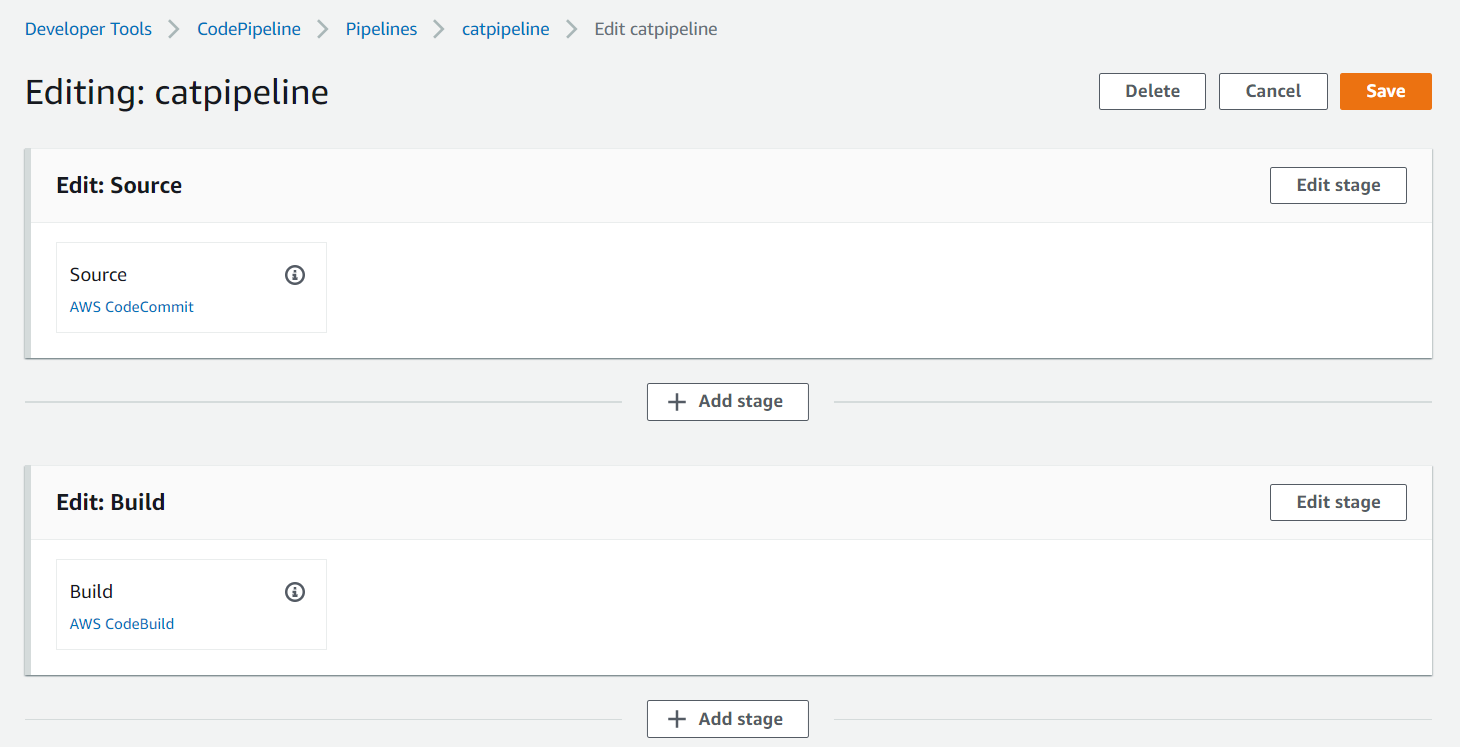 Developer Tools > CodePipeline > Pipelines > catpipeline > Edit catpipeline
Editing: catpipeline
Delete Cancel Save
Edit: Source
Edit stage
Source
AWS CodeCommit
+ Add stage
Edit: Build
Edit stage
Build
AWS CodeBuild
+ Add stage